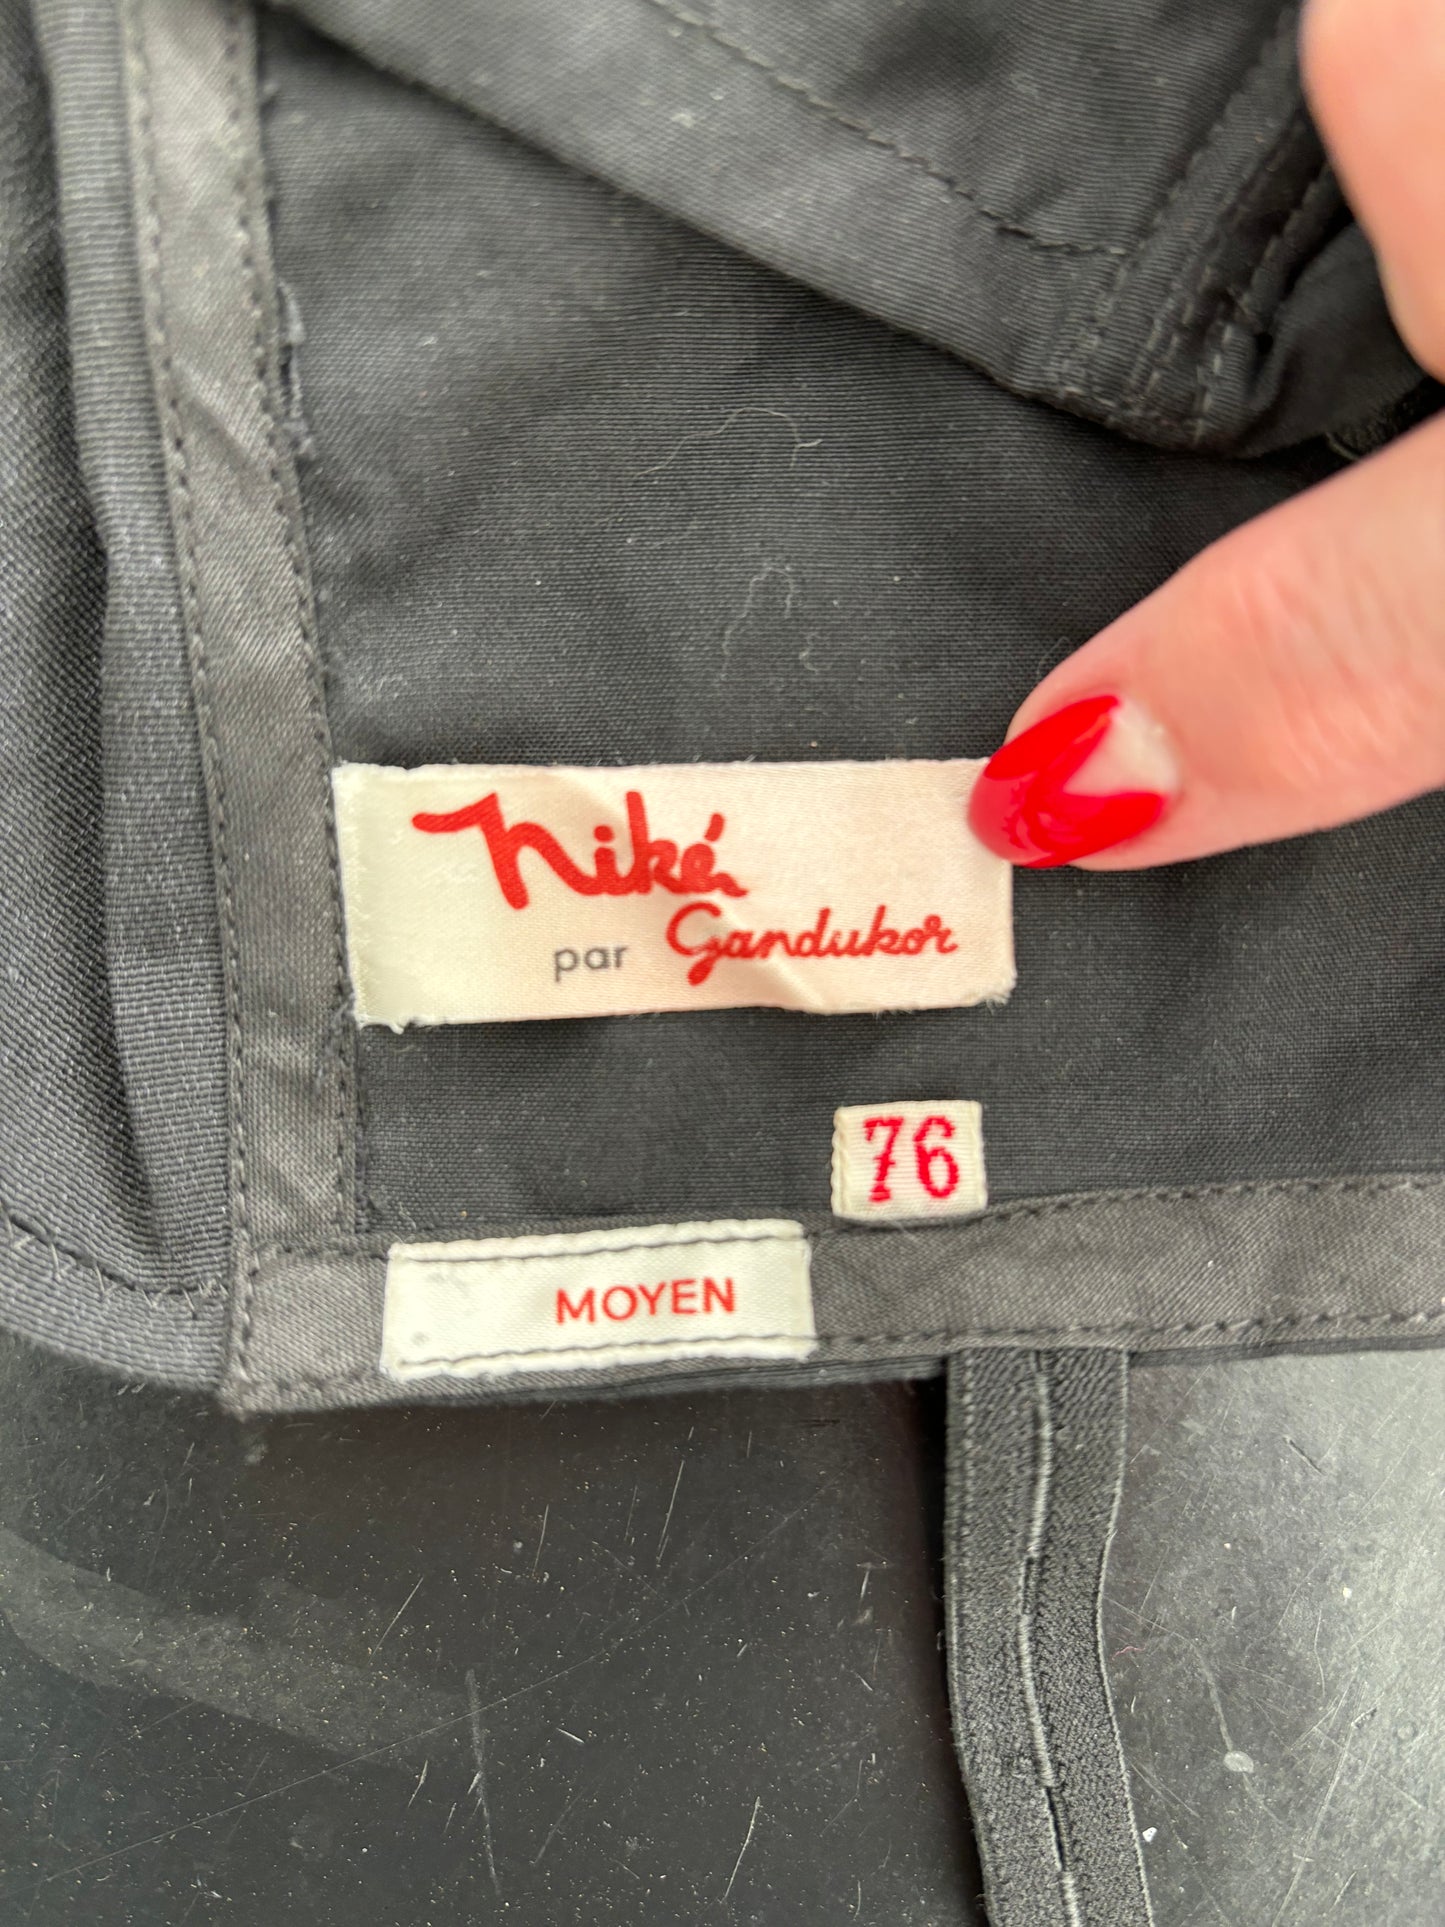 Niké
par Gandukor
76
MOYEN